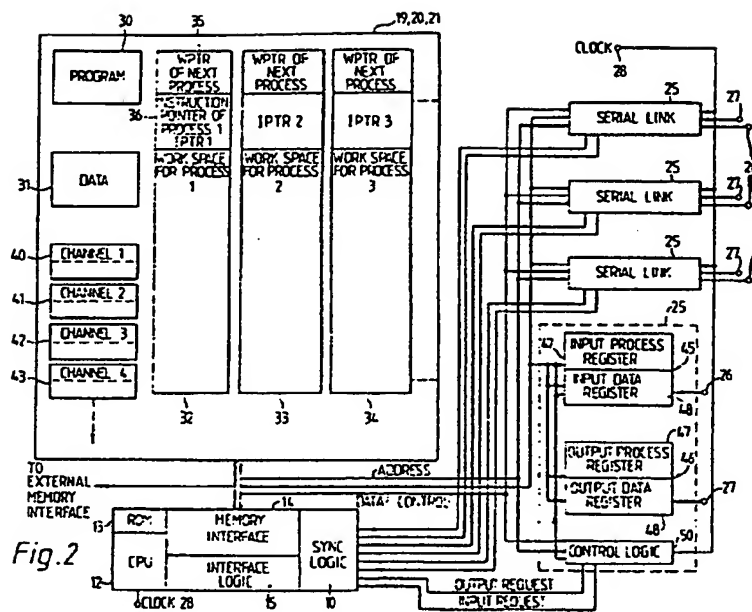 30
35
19,20,21
PROGRAM
WPTR OF NEXT PROCESS
WPTR OF NEXT PROCESS
WPTR OF NEXT PROCESS
36
INSTRUCTION POINTER OF PROCESS 1 IPTR 1
IPTR 2
IPTR 3
DATA
31
WORK SPACE FOR PROCESS 1
WORK SPACE FOR PROCESS 2
WORK SPACE FOR PROCESS 3
40
CHANNEL 1
41
CHANNEL 2
42
CHANNEL 3
43
CHANNEL 4
32
33
34
CLOCK
28
25
SERIAL LINK
27
25
SERIAL LINK
27
25
SERIAL LINK
27
25
47
INPUT PROCESS REGISTER
45
INPUT DATA REGISTER
48
26
47
OUTPUT PROCESS REGISTER
46
OUTPUT DATA REGISTER
48
27
CONTROL LOGIC
50
TO EXTERNAL MEMORY INTERFACE
ADDRESS
DATA/ CONTROL
14
13
ROM
MEMORY INTERFACE
SYNC LOGIC
CPU
INTERFACE LOGIC
12
CLOCK 28
15
10
OUTPUT REQUEST
INPUT REQUEST
Fig.2